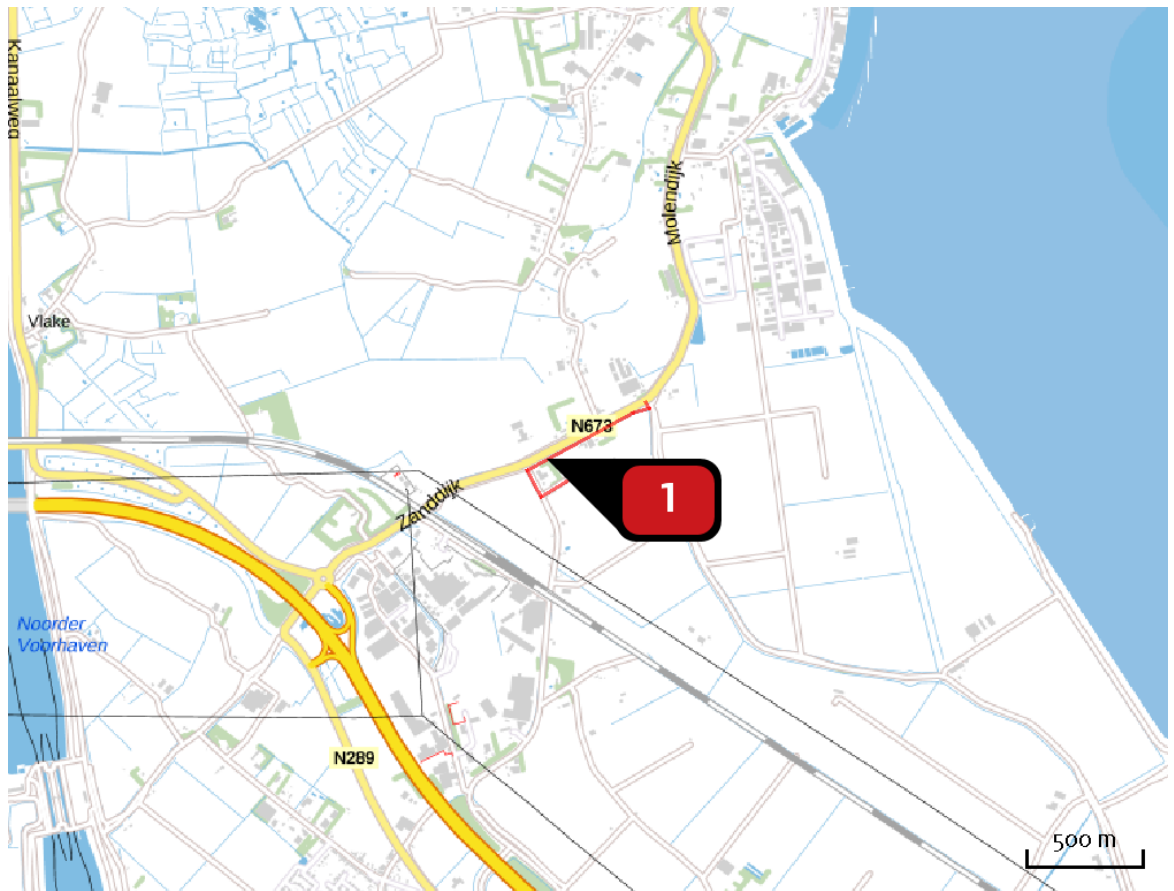 Kanaalweg
Molendijk
Vlake
N673
Zanddijk
1
Noorder
Voorhaven
N289
500 m